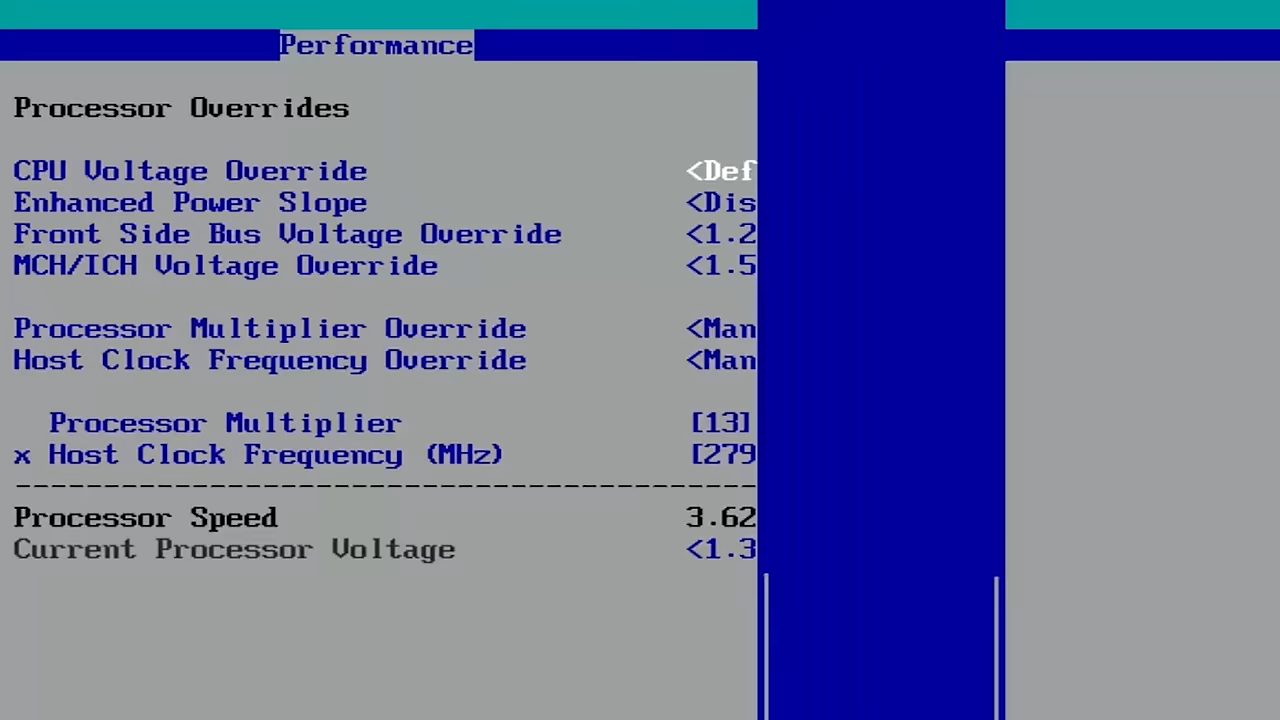 Performance
Processor Overrides
CPU Voltage Override <Def
Enhanced Power Slope <Dis
Front Side Bus Voltage Override <1.2
MCH/ICH Voltage Override <1.5
Processor Multiplier Override <Man
Host Clock Frequency Override <Man
Processor Multiplier [13]
x Host Clock Frequency (MHz) [279
------------------------------------------
Processor Speed 3.62
Current Processor Voltage <1.3